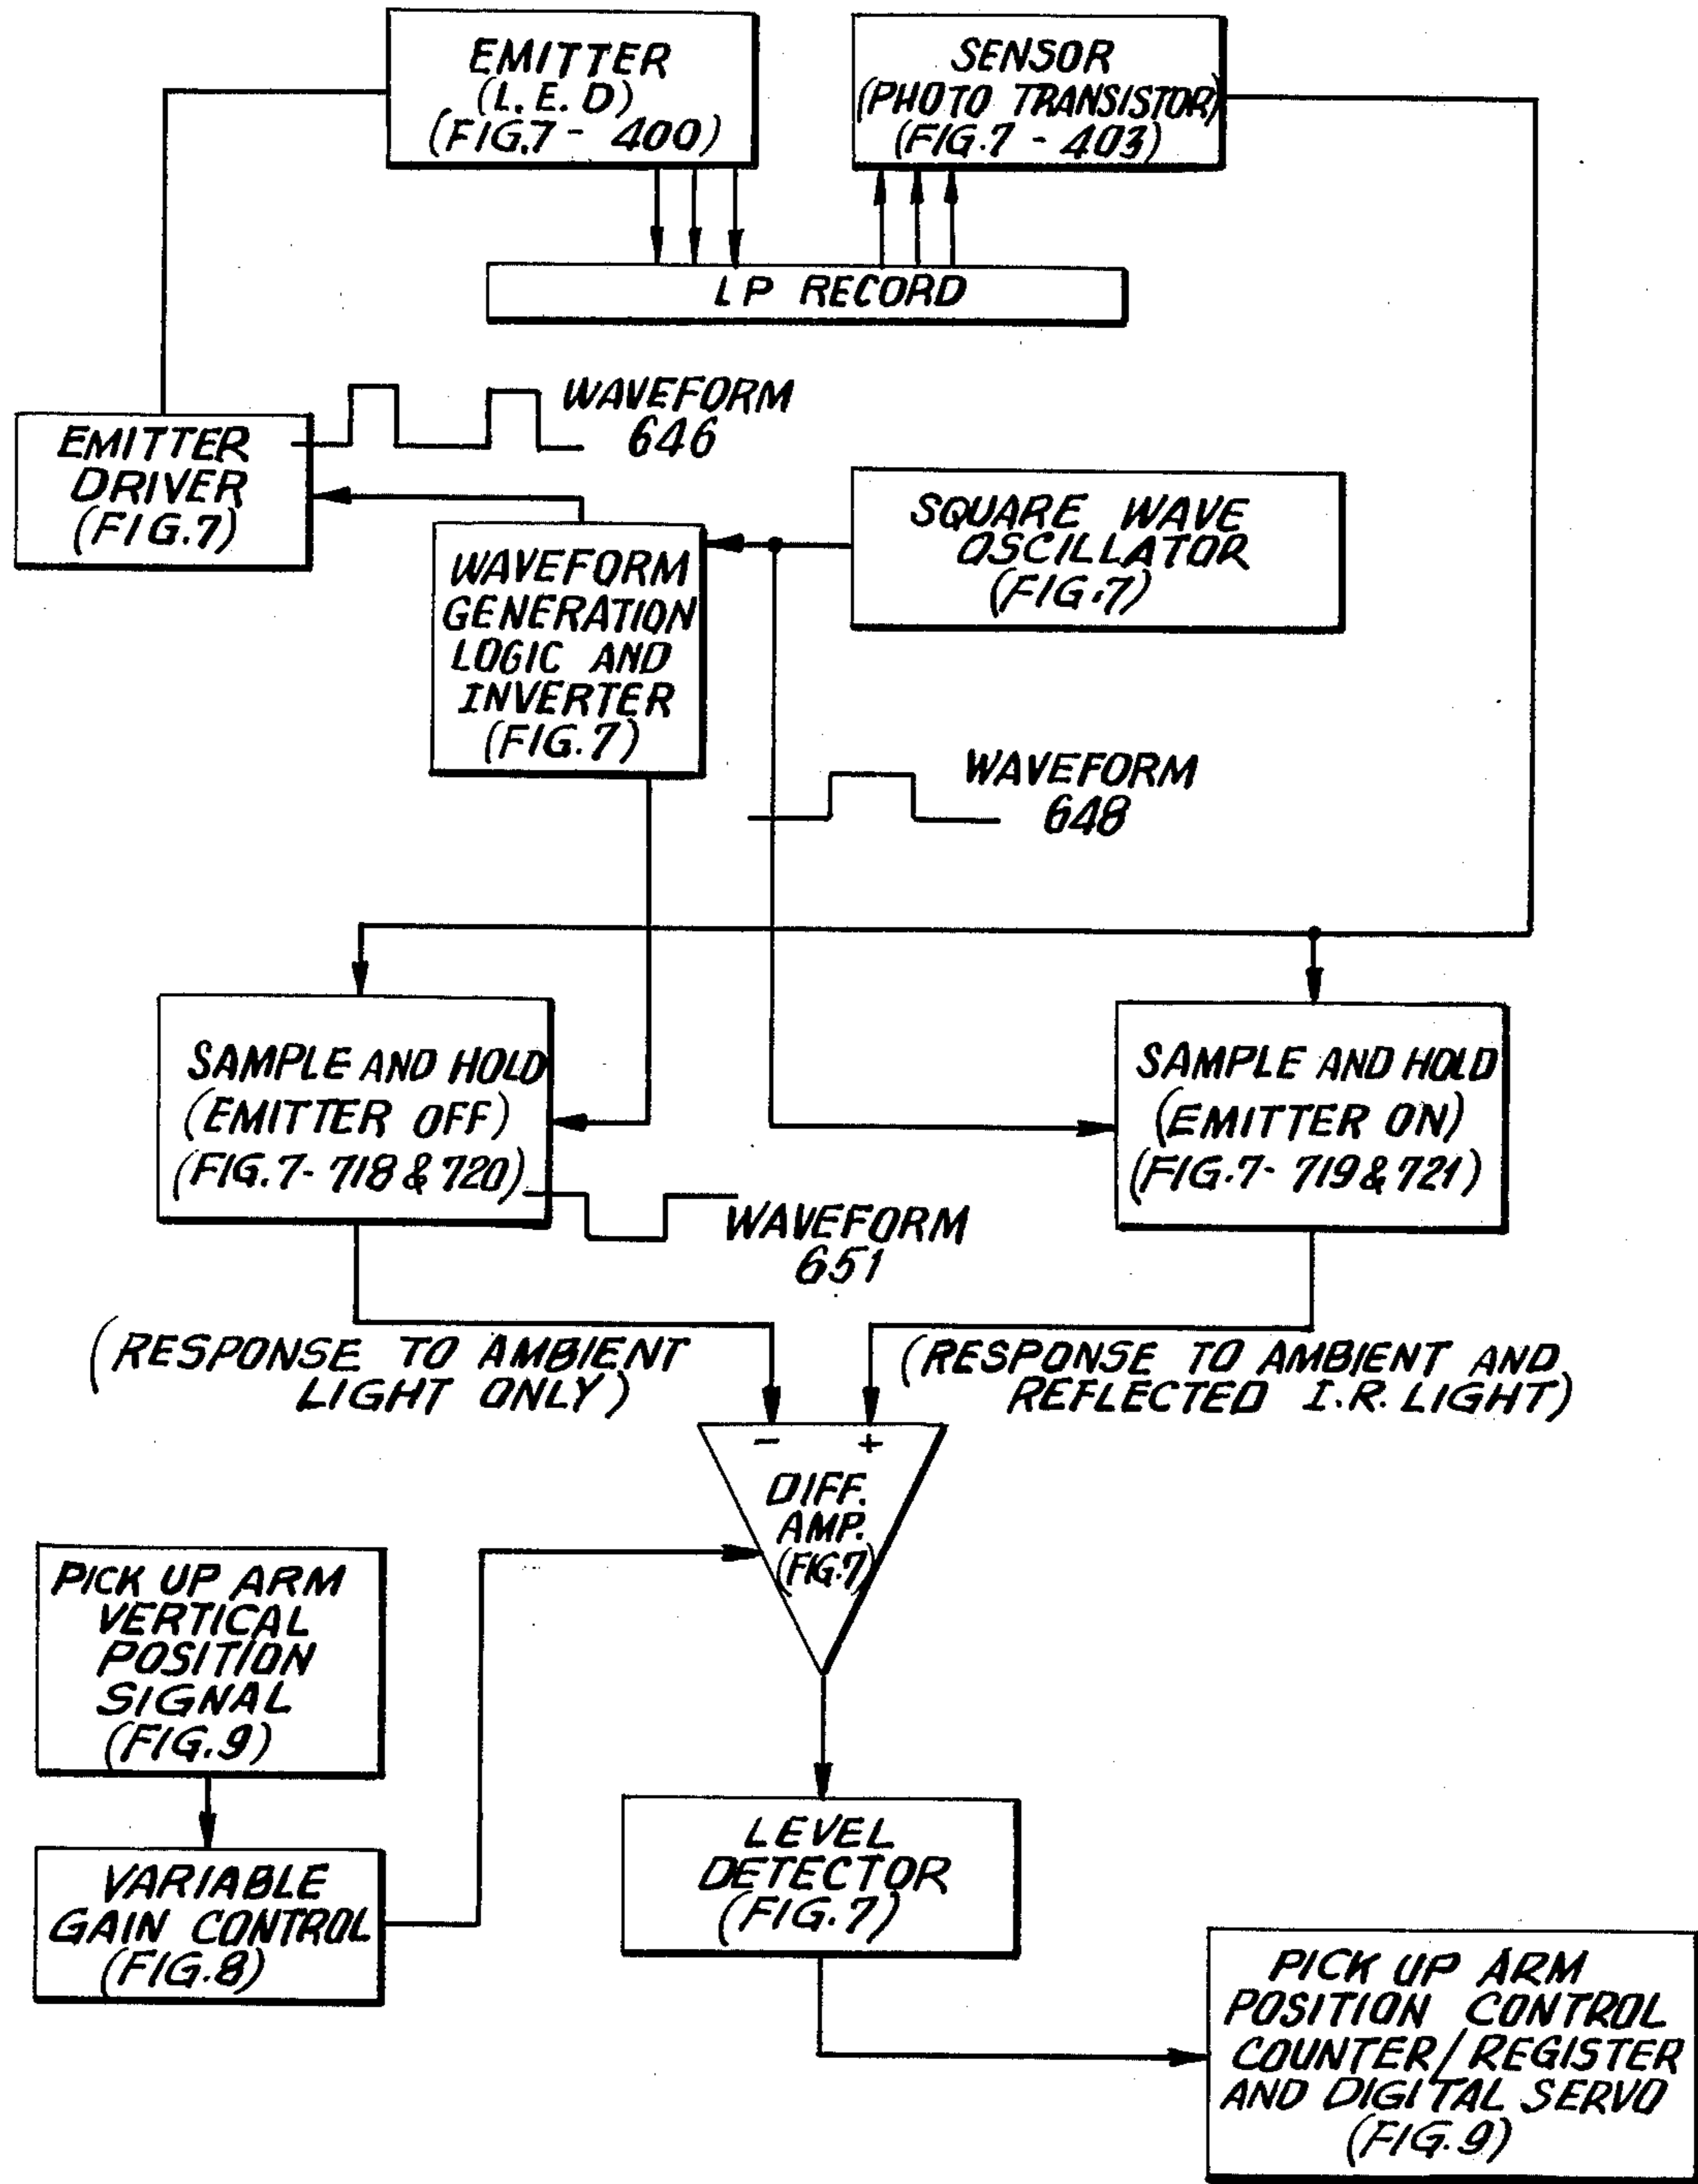 EMITTER
(L. E. D)
(FIG.7 - 400)
SENSOR
(PHOTO TRANSISTOR)
(FIG.7 - 403)
LP RECORD
WAVEFORM
646
EMITTER
DRIVER
(FIG.7)
SQUARE WAVE
OSCILLATOR
(FIG.7)
WAVEFORM
GENERATION
LOGIC AND
INVERTER
(FIG.7)
WAVEFORM
648
SAMPLE AND HOLD
(EMITTER OFF)
(FIG.7- 718 & 720)
SAMPLE AND HOLD
(EMITTER ON)
(FIG.7- 719 & 721)
WAVEFORM
651
(RESPONSE TO AMBIENT
LIGHT ONLY)
(RESPONSE TO AMBIENT AND
REFLECTED I.R. LIGHT)
- +
DIFF.
AMP.
(FIG.7)
PICK UP ARM
VERTICAL
POSITION
SIGNAL
(FIG.9)
VARIABLE
GAIN CONTROL
(FIG.8)
LEVEL
DETECTOR
(FIG.7)
PICK UP ARM
POSITION CONTROL
COUNTER/REGISTER
AND DIGITAL SERVO
(FIG.9)